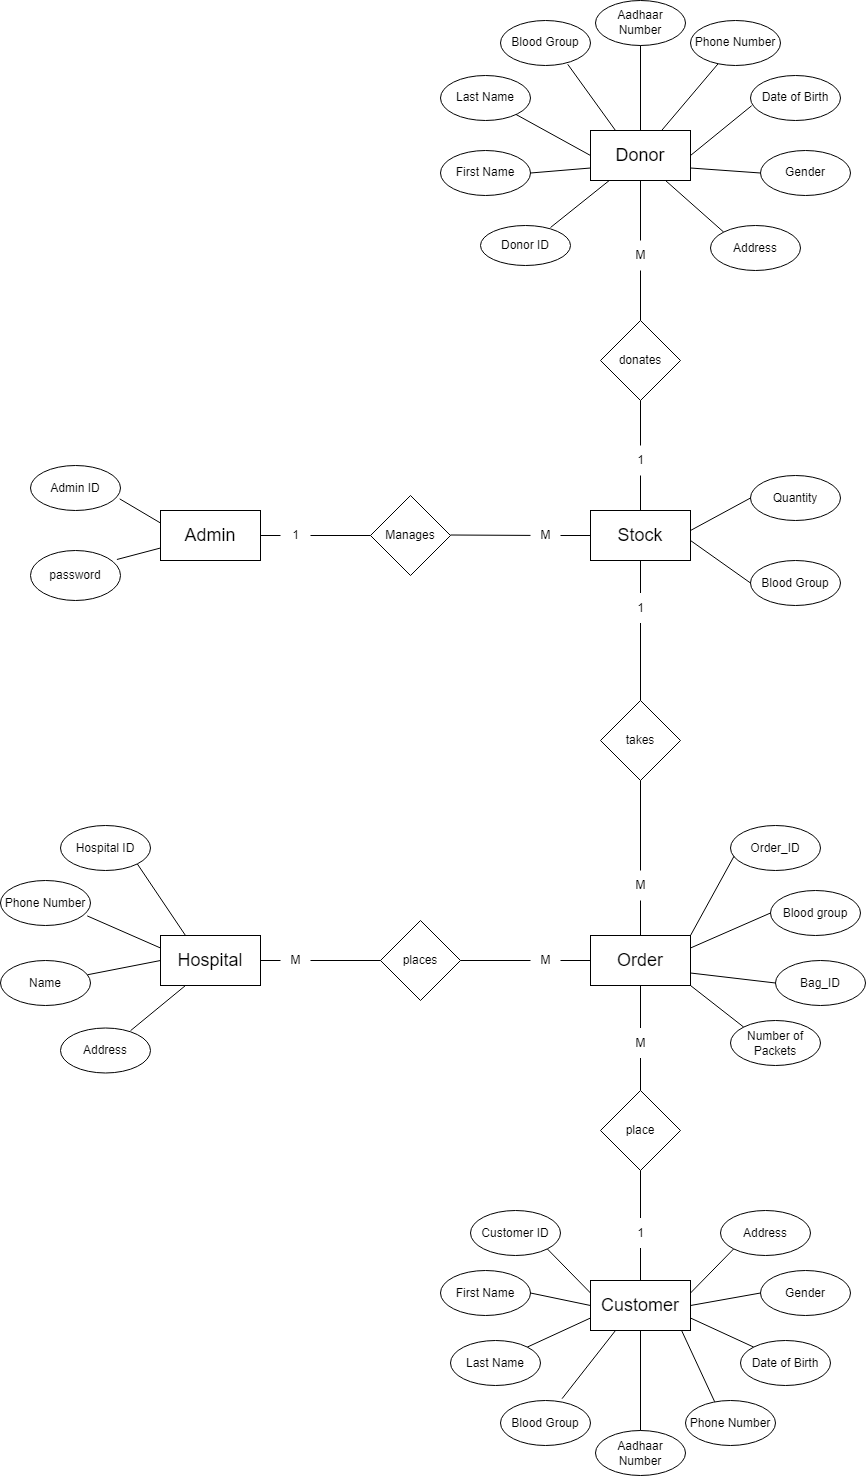 Aadhaar
Number
Blood Group
Phone Number
Last Name
Date of Birth
Donor
First Name
Gender
Donor ID
Address
M
donates
1
Admin ID
Quantity
Admin
1
Manages
M
Stock
password
Blood Group
1
takes
Hospital ID
Order_ID
M
Phone Number
Blood group
Hospital
M
places
M
Order
Name
Bag_ID
Address
Number of
Packets
M
place
Customer ID
1
Address
First Name
Gender
Customer
Last Name
Date of Birth
Blood Group
Phone Number
Aadhaar
Number